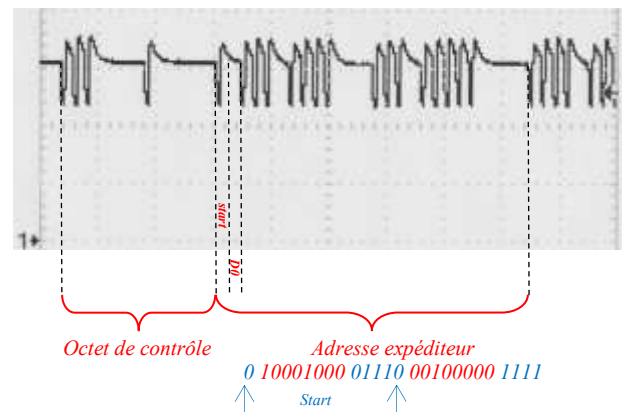 1
start
D0
Octet de contrôle
Adresse expéditeur
0 10001000 01110 00100000 1111
Start